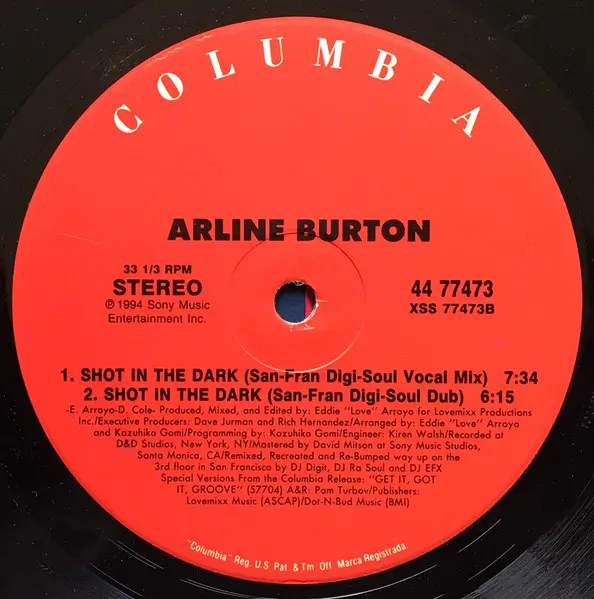 COLUMBIA
ARLINE BURTON
33 1/3 RPM
STEREO
℗ 1994 Sony Music
Entertainment Inc.
44 77473
XSS 77473B
1. SHOT IN THE DARK (San-Fran Digi-Soul Vocal Mix) 7:34
2. SHOT IN THE DARK (San-Fran Digi-Soul Dub) 6:15
-E. Arroyo-D. Cole- Produced, Mixed, and Edited by: Eddie "Love" Arroyo for Lovemixx Productions
Inc./Executive Producers: Dave Jurman and Rich Hernandez/Arranged by: Eddie "Love" Arroyo
and Kazuhiko Gomi/Programming by: Kazuhiko Gomi/Engineer: Kiren Walsh/Recorded at
D&D Studios, New York, NY/Mastered by David Mitson at Sony Music Studios,
Santa Monica, CA/Remixed, Recreated and Re-Bumped way up on the
3rd floor in San Francisco by DJ Digit, DJ Ra Soul and DJ EFX
Special Versions From the Columbia Release: "GET IT, GOT
IT, GROOVE" (57704) A&R: Pam Turbov/Publishers:
Lovemixx Music (ASCAP)/Dot-N-Bud Music (BMI)
"Columbia" Reg. U.S. Pat. & Tm. Off. Marca Registrada